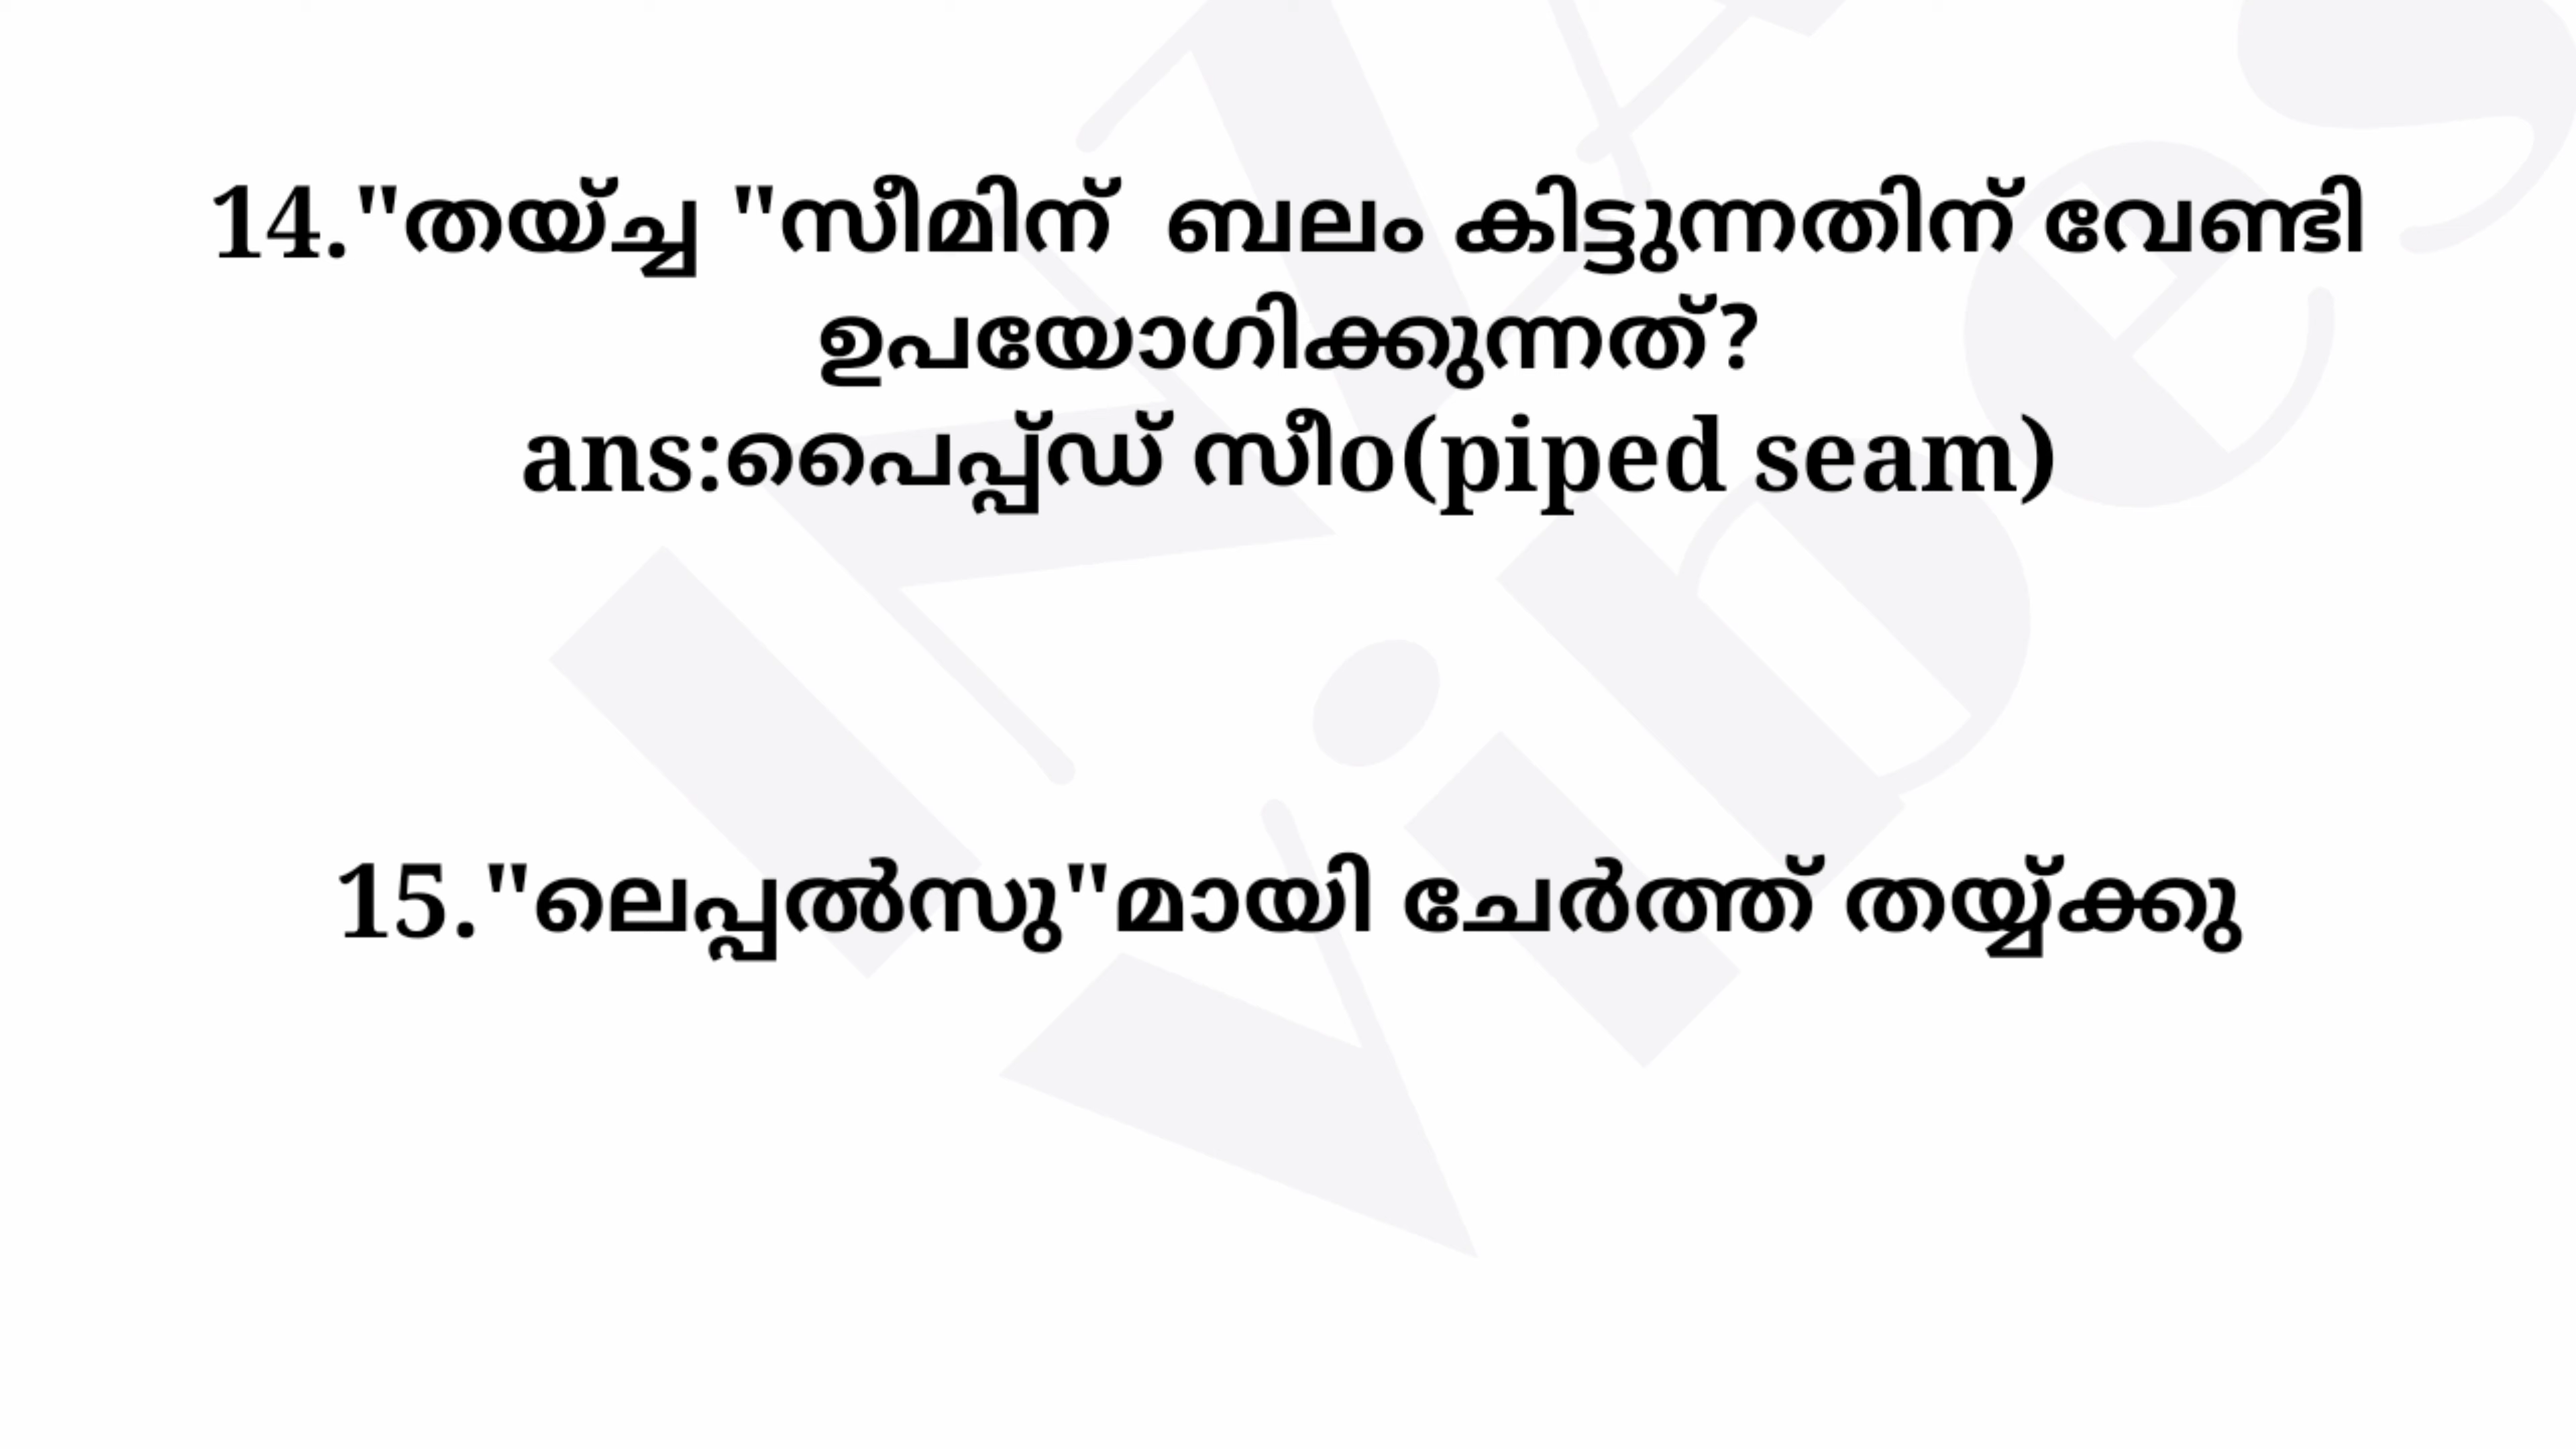 14."തയ്ച്ച "സീമിന്  ബലം കിട്ടുന്നതിന് വേണ്ടി
ഉപയോഗിക്കുന്നത്?
ans:പൈപ്പ്ഡ് സീo(piped seam)
15."ലെപ്പൽസു"മായി ചേർത്ത് തയ്യ്ക്കു